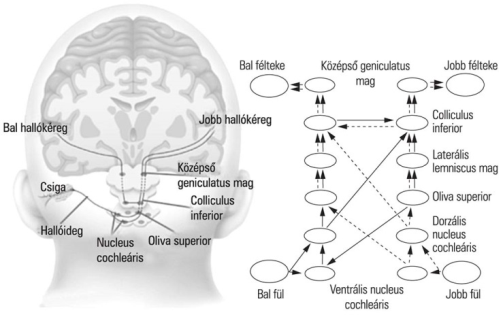 Bal hallókéreg
Jobb hallókéreg
Csiga
Középső
geniculatus mag
Colliculus
inferior
Hallóideg
Nucleus
cochleáris
Oliva superior
Középső geniculatus
mag
Bal félteke
Jobb félteke
Colliculus
inferior
Laterális
lemniscus mag
Oliva superior
Dorzális
nucleus
cochleáris
Bal fül
Ventrális nucleus
cochleáris
Jobb fül